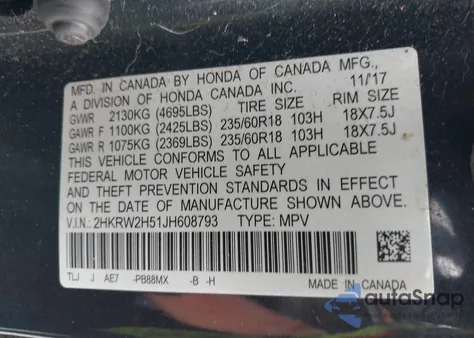 MFD. IN CANADA BY HONDA OF CANADA MFG.,
A DIVISION OF HONDA CANADA INC. 11/17
GVWR 2130KG (4695LBS) TIRE SIZE RIM SIZE
GAWR F 1100KG (2425LBS) 235/60R18 103H 18X7.5J
GAWR R 1075KG (2369LBS) 235/60R18 103H 18X7.5J
THIS VEHICLE CONFORMS TO ALL APPLICABLE
FEDERAL MOTOR VEHICLE SAFETY
AND THEFT PREVENTION STANDARDS IN EFFECT
ON THE DATE OF MANUFACTURE SHOWN ABOVE.
V.I.N.: 2HKRW2H51JH608793 TYPE: MPV
TLJ J AE7 -PB88MX -B -H MADE IN CANADA
autoSnap